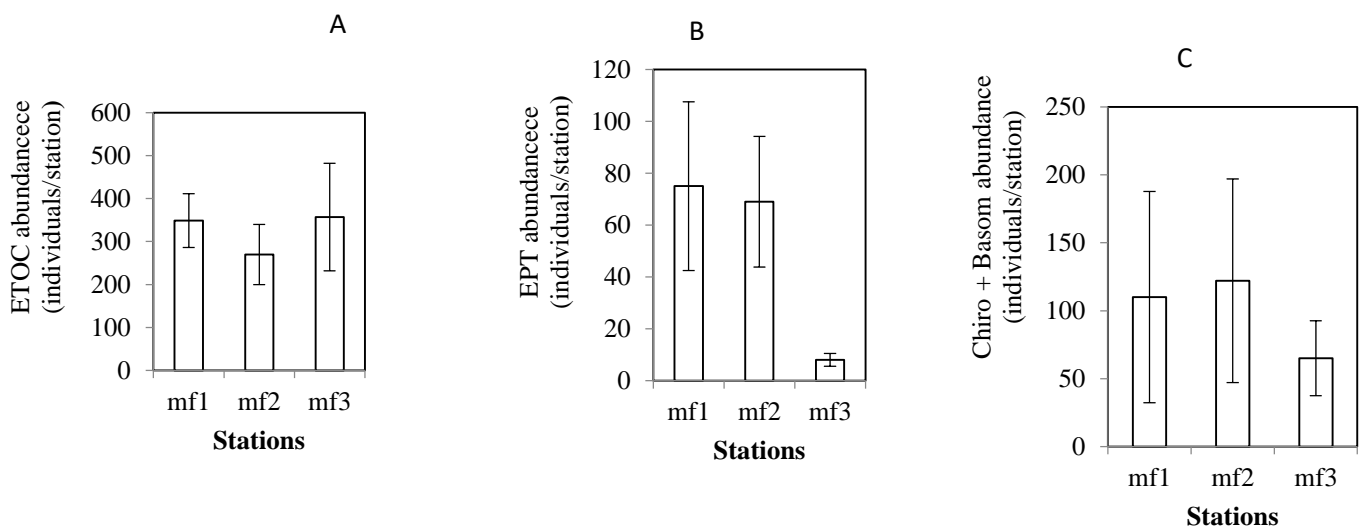 A
ETOC abundancece
(individuals/station)
600
500
400
300
200
100
0
mf1 mf2 mf3
Stations
B
EPT abundancece
(individuals/station)
120
100
80
60
40
20
0
mf1 mf2 mf3
Stations
C
Chiro + Basom abundance
(individuals/station)
250
200
150
100
50
0
mf1 mf2 mf3
Stations